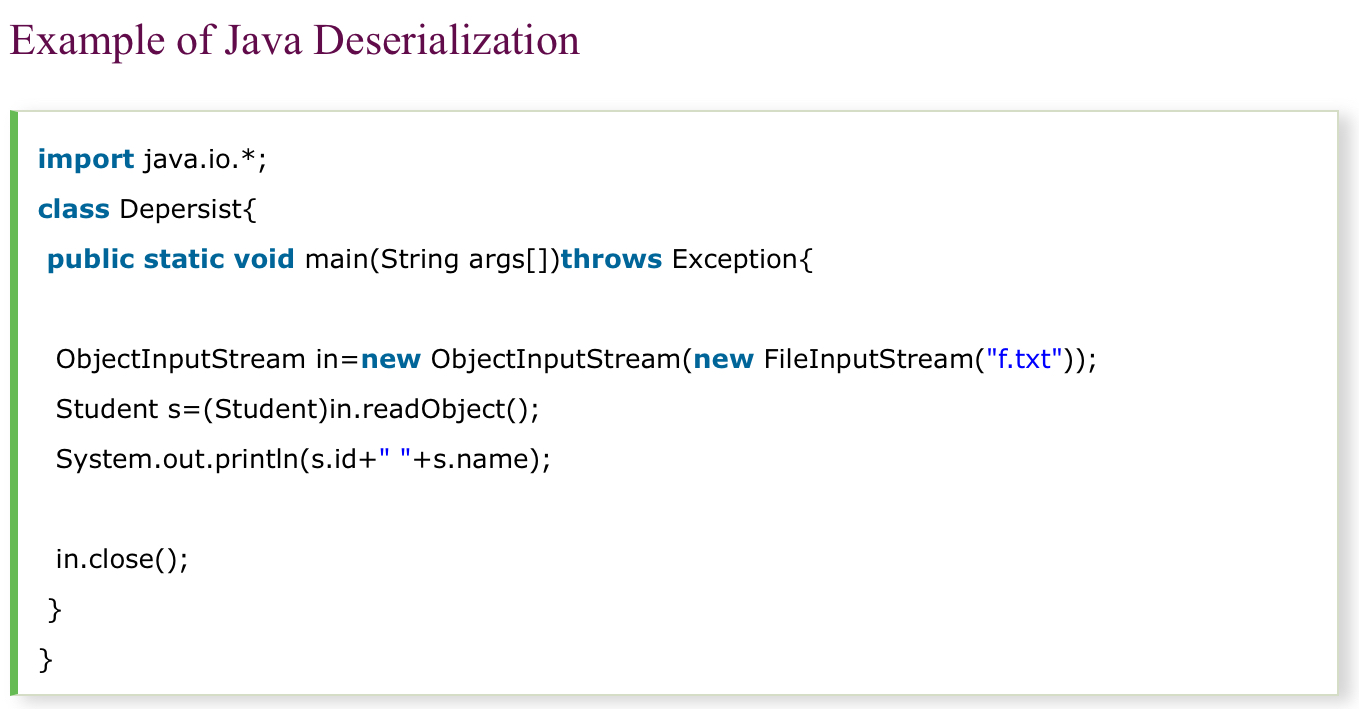 Example of Java Deserialization
import java.io.*;
class Depersist{
public static void main(String args[])throws Exception{
ObjectInputStream in=new ObjectInputStream(new FileInputStream("f.txt"));
Student s=(Student)in.readObject();
System.out.println(s.id+" "+s.name);
in.close();
}
}